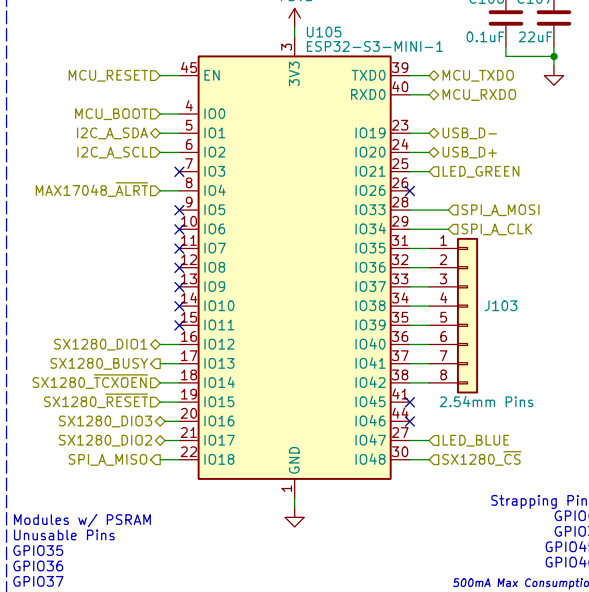 0.1uF 22uF
U105
ESP32-S3-MINI-1
3
3V3
MCU_RESET 45 EN
TXD0 39 MCU_TXDO
RXD0 40 MCU_RXDO
MCU_BOOT 4 IO0
I2C_A_SDA 5 IO1
IO19 23 USB_D-
I2C_A_SCL 6 IO2
IO20 24 USB_D+
7 IO3
IO21 25 LED_GREEN
MAX17048_ALRT 8 IO4
IO26 26
9 IO5
IO33 28 SPI_A_MOSI
10 IO6
IO34 29 SPI_A_CLK
11 IO7
IO35 31 1
12 IO8
IO36 32 2
13 IO9
IO37 33 3
14 IO10
IO38 34 4
J103
15 IO11
IO39 35 5
SX1280_DIO1 16 IO12
IO40 36 6
SX1280_BUSY 17 IO13
IO41 37 7
SX1280_TCXOEN 18 IO14
IO42 38 8
SX1280_RESET 19 IO15
IO45 41
2.54mm Pins
SX1280_DIO3 20 IO16
IO46 44
SX1280_DIO2 21 IO17
IO47 27 LED_BLUE
SPI_A_MISO 22 IO18
IO48 30 SX1280_CS
GND
1
Modules w/ PSRAM
Unusable Pins
GPIO35
GPIO36
GPIO37
Strapping Pin
GPIO
GPIO
GPIO4
GPIO4
500mA Max Consumptio